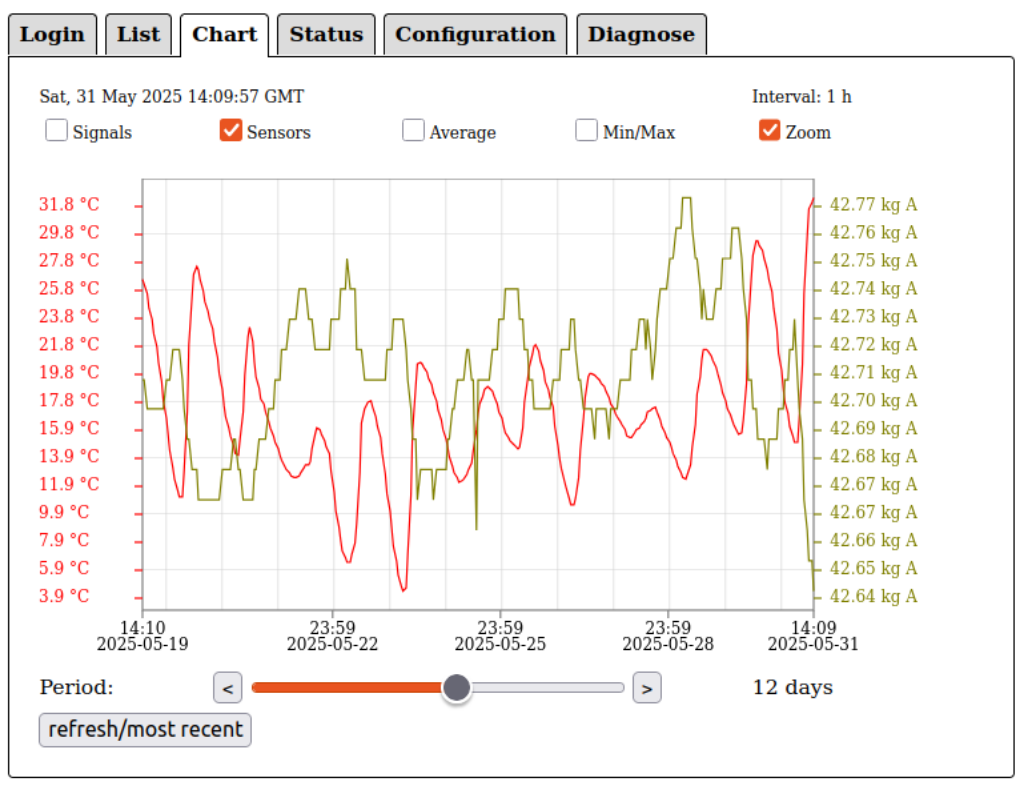 Login List Chart Status Configuration Diagnose
Sat, 31 May 2025 14:09:57 GMT Interval: 1 h
Signals Sensors Average Min/Max Zoom
31.8 °C 42.77 kg A
29.8 °C 42.76 kg A
27.8 °C 42.75 kg A
25.8 °C 42.74 kg A
23.8 °C 42.73 kg A
21.8 °C 42.72 kg A
19.8 °C 42.71 kg A
17.8 °C 42.70 kg A
15.9 °C 42.69 kg A
13.9 °C 42.68 kg A
11.9 °C 42.67 kg A
9.9 °C 42.67 kg A
7.9 °C 42.66 kg A
5.9 °C 42.65 kg A
3.9 °C 42.64 kg A
14:10 23:59 23:59 23:59 14:09
2025-05-19 2025-05-22 2025-05-25 2025-05-28 2025-05-31
Period: < > 12 days
refresh/most recent